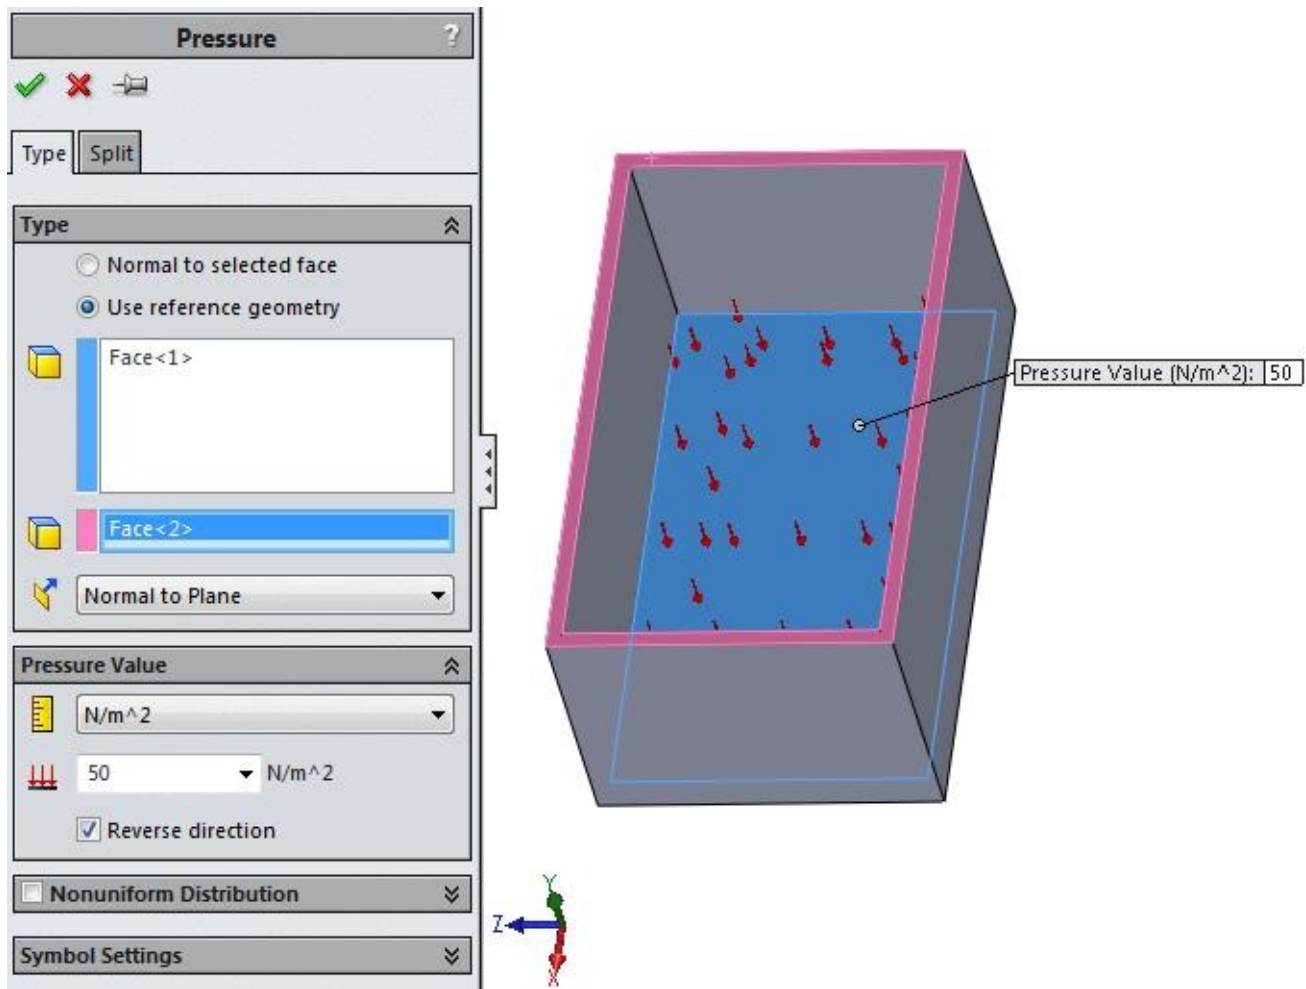 Pressure ?
Type Split
Type
Normal to selected face
Use reference geometry
Face<1>
Face<2>
Normal to Plane
Pressure Value
N/m^2
50 N/m^2
Reverse direction
Nonuniform Distribution
Symbol Settings
Pressure Value (N/m^2): 50
Y
Z
X